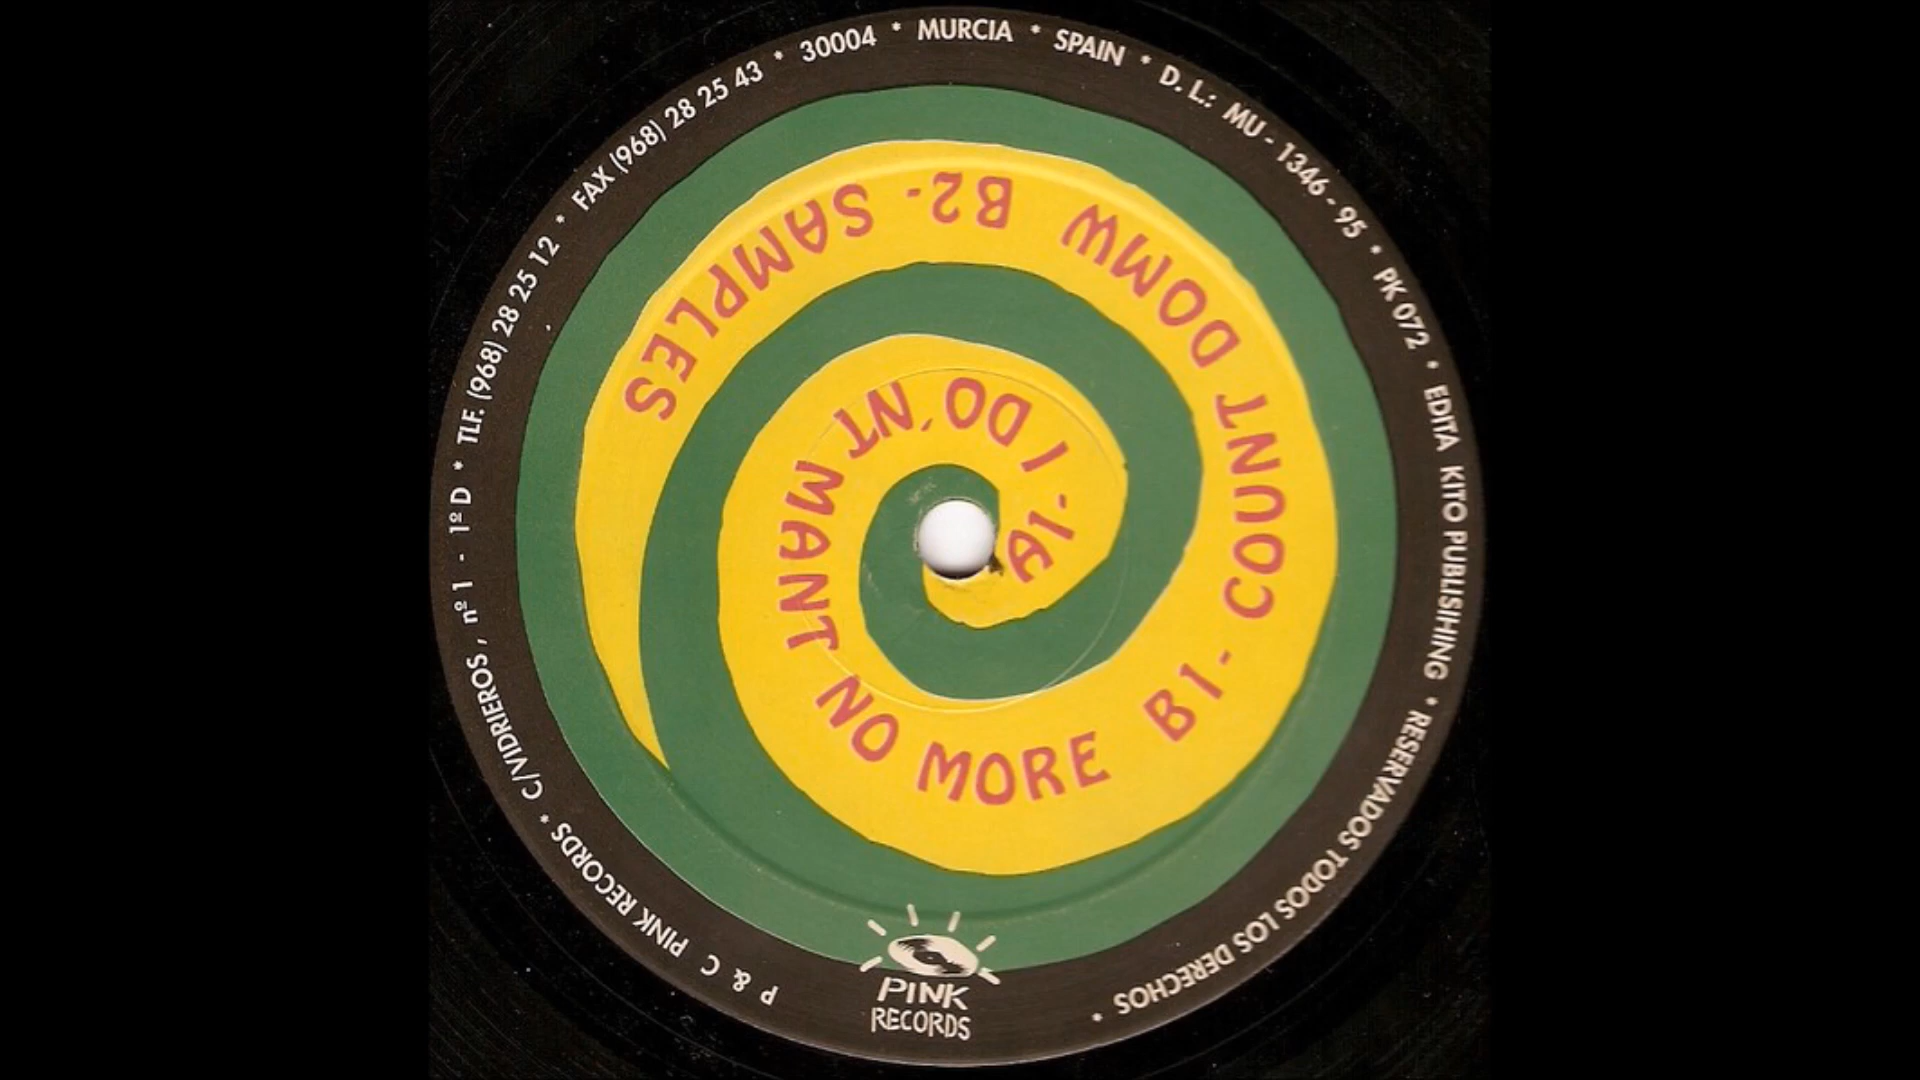 A1- I DO´NT MANT NO MORE B1- COUNT DOMW B2- SAMPLES
PINK
RECORDS
P & C PINK RECORDS * C/VIDRIEROS, nº 1 - 1º D * TLF. (968) 28 25 12 * FAX (968) 28 25 43 * 30004 * MURCIA * SPAIN * D. L.: MU - 1346 - 95 * PK 072 * EDITA KITO PUBLISIHING * RESERVADOS TODOS LOS DERECHOS *